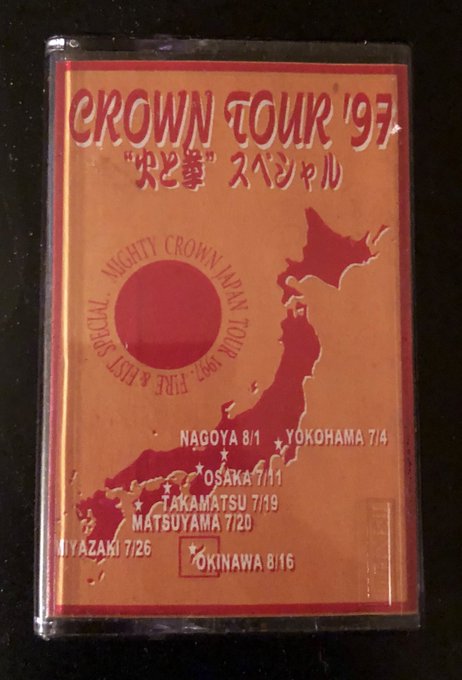 CROWN TOUR '97
"火と拳" スペシャル
MIGHTY CROWN JAPAN TOUR 1997. FIRE & FIST SPECIAL.
NAGOYA 8/1
YOKOHAMA 7/4
OSAKA 7/11
TAKAMATSU 7/19
MATSUYAMA 7/20
MIYAZAKI 7/26
OKINAWA 8/16